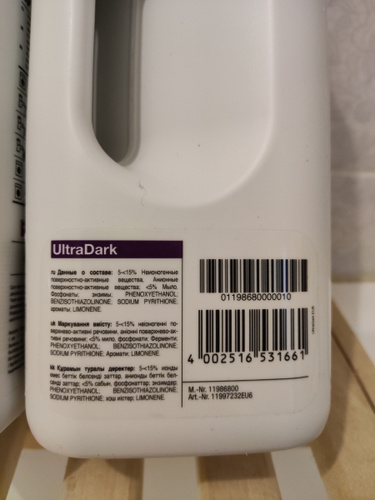 UltraDark
ru Данные о составе: 5-<15% Неионогенные
поверхностно-активные вещества, Анионные
поверхностно-активные вещества; <5% Мыло,
Фосфонаты; энзимы, PHENOXYETHANOL;
BENZISOTHIAZOLINONE; SODIUM PYRITHIONE;
ароматы; LIMONENE.
uk Маркування вмісту: 5-<15% неіоногенні по-
верхнево-активні речовини, аніонні поверхнево-ак-
тивні речовини; <5% мило, фосфонати. Ферменти;
PHENOXYETHANOL; BENZISOTHIAZOLINONE;
SODIUM PYRITHIONE; Аромати; LIMONENE.
kk Құрамын туралы деректер: 5-<15% ионды
емес беттік белсенді заттар, анионды беттік бел-
сенді заттар; <5% сабын, фосфонаттар; энзимдер;
PHENOXYETHANOL; BENZISOTHIAZOLINONE;
SODIUM PYRITHIONE; хош иістер; LIMONENE.
01198680000010
4 002516 531661
M.-Nr. 11986800
Art.-Nr. 11997232EU6